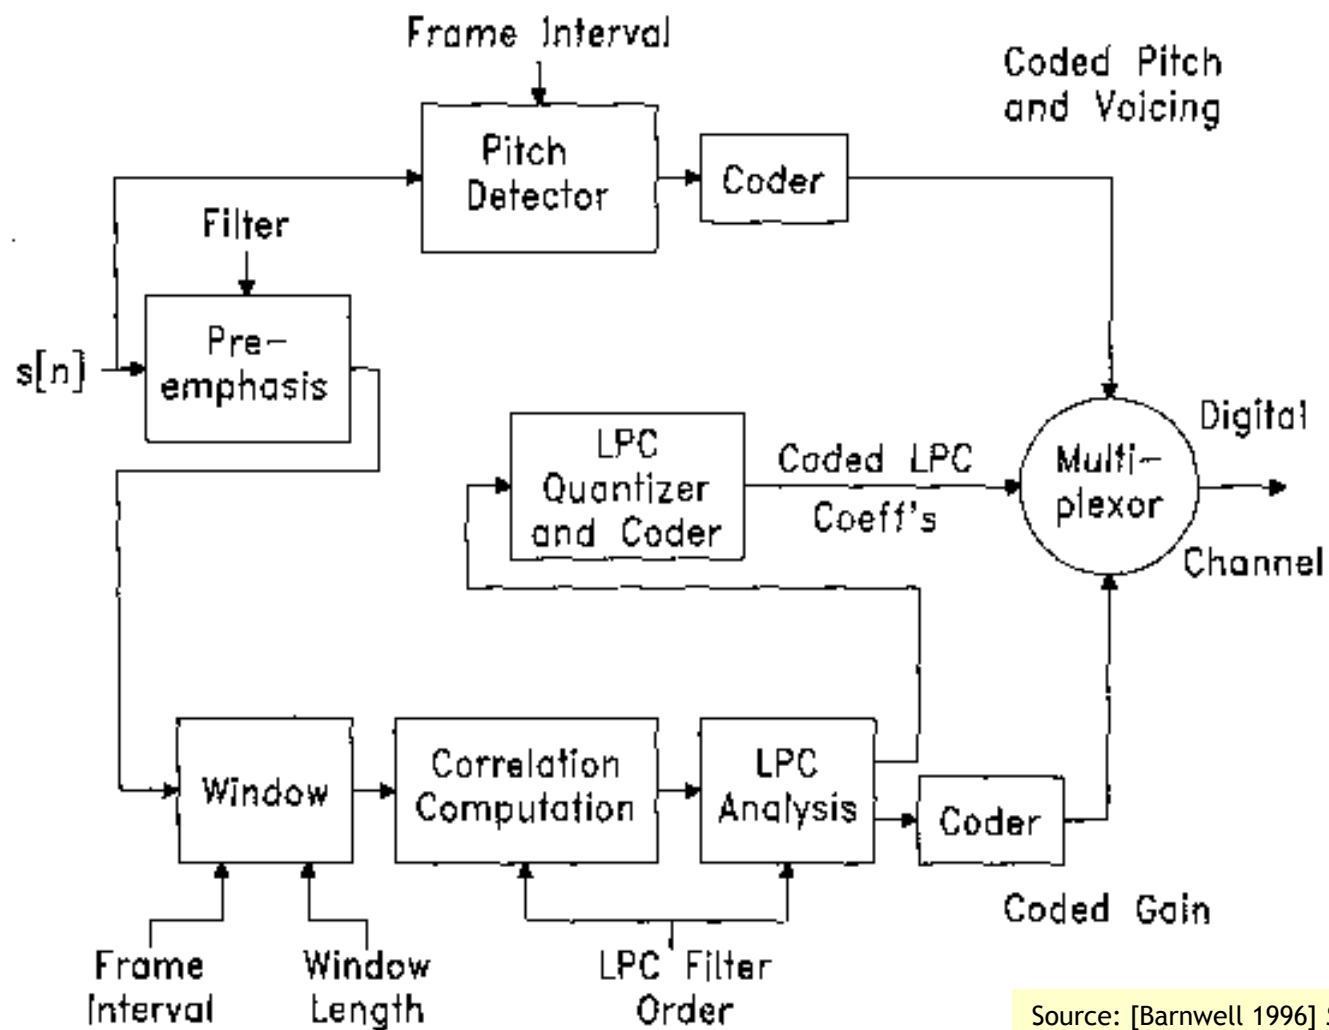 Frame Interval
Coded Pitch
and Voicing
Pitch
Detector
Coder
Filter
Pre-
emphasis
s[n]
LPC
Quantizer
and Coder
Coded LPC
Coeff's
Multi-
plexor
Digital
Channel
Window
Correlation
Computation
LPC
Analysis
Coder
Coded Gain
Frame
Interval
Window
Length
LPC Filter
Order
Source: [Barnwell 1996]